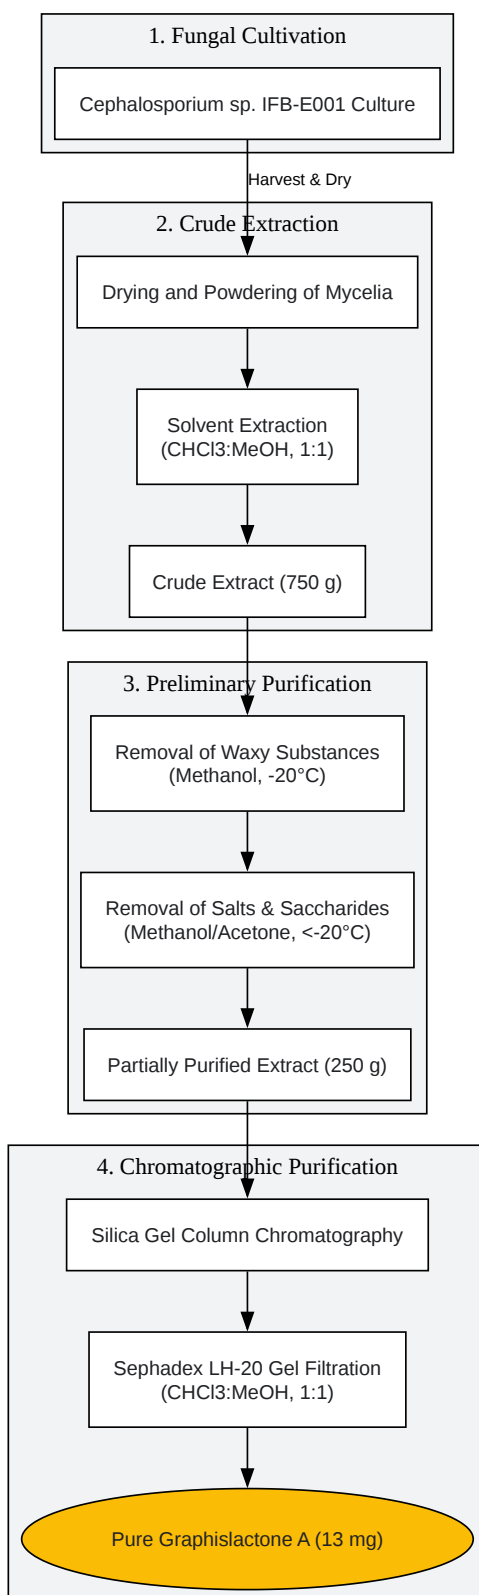 1. Fungal Cultivation
Cephalosporium sp. IFB-E001 Culture
Harvest & Dry
2. Crude Extraction
Drying and Powdering of Mycelia
Solvent Extraction
(CHCl3:MeOH, 1:1)
Crude Extract (750 g)
3. Preliminary Purification
Removal of Waxy Substances
(Methanol, -20°C)
Removal of Salts & Saccharides
(Methanol/Acetone, <-20°C)
Partially Purified Extract (250 g)
4. Chromatographic Purification
Silica Gel Column Chromatography
Sephadex LH-20 Gel Filtration
(CHCl3:MeOH, 1:1)
Pure Graphislactone A (13 mg)